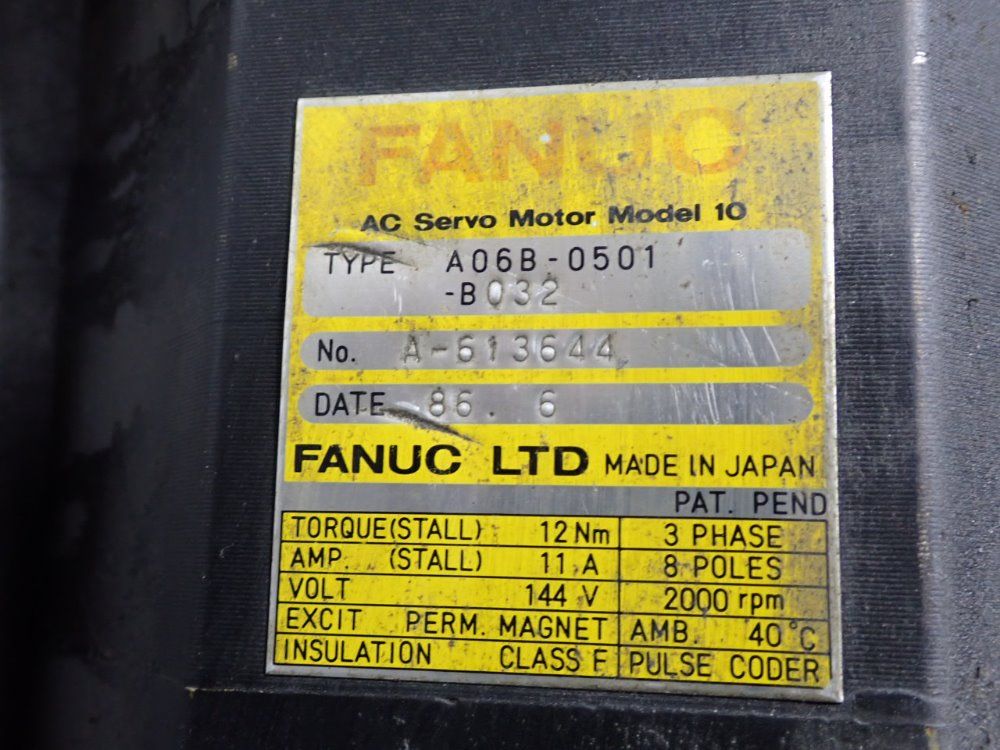 FANUC
AC Servo Motor Model 10
TYPE A06B-0501
-B032
No. A-613644
DATE 86. 6
FANUC LTD MADE IN JAPAN
PAT. PEND
TORQUE(STALL) 12 Nm 3 PHASE
AMP. (STALL) 11 A 8 POLES
VOLT 144 V 2000 rpm
EXCIT PERM. MAGNET AMB. 40°C
INSULATION CLASS F PULSE CODER